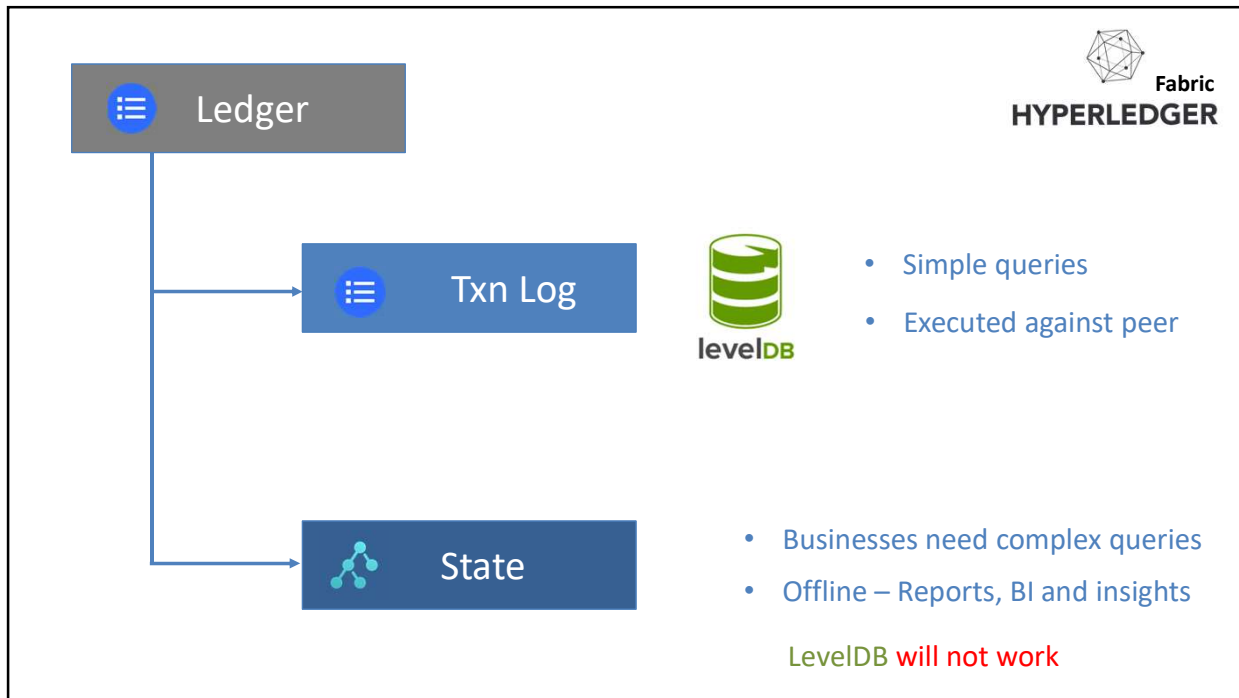 Ledger
Fabric
HYPERLEDGER
Txn Log
levelDB
• Simple queries
• Executed against peer
State
• Businesses need complex queries
• Offline – Reports, BI and insights
LevelDB will not work